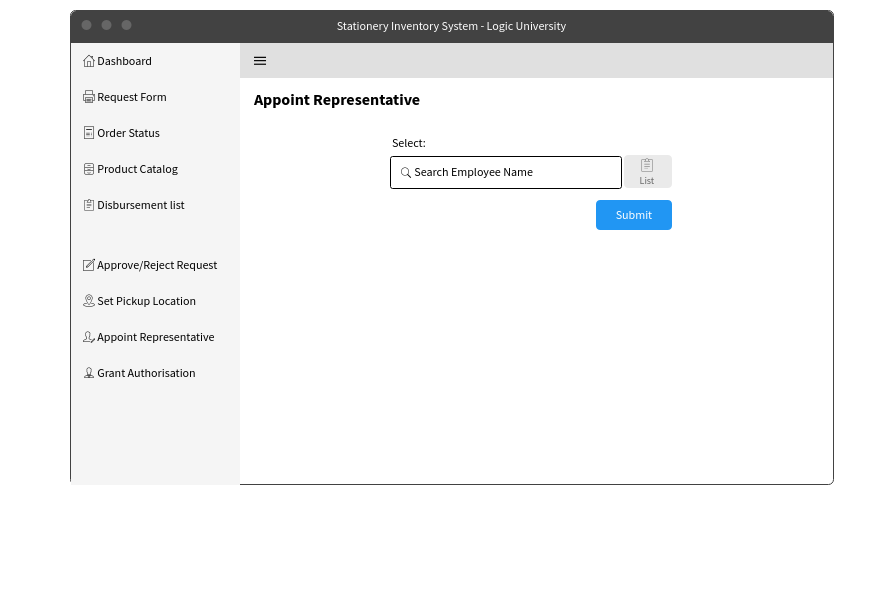 Stationery Inventory System - Logic University
Dashboard
Request Form
Order Status
Product Catalog
Disbursement list
Approve/Reject Request
Set Pickup Location
Appoint Representative
Grant Authorisation
Appoint Representative
Select:
Search Employee Name
List
Submit